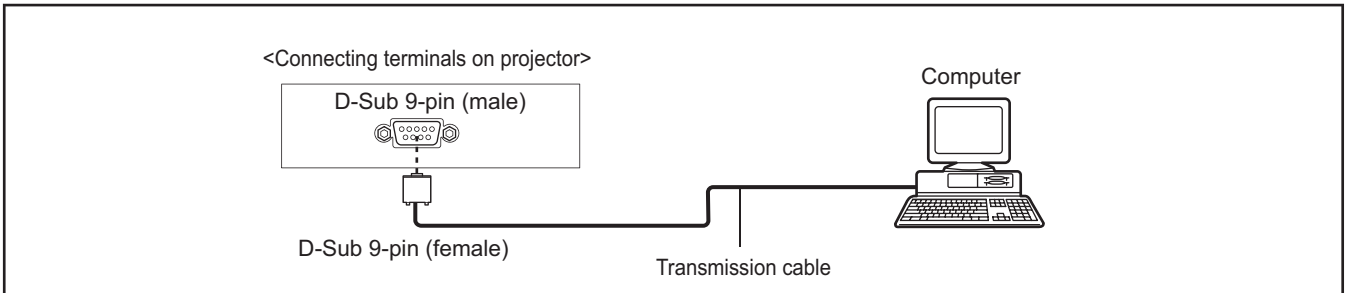 <Connecting terminals on projector>
D-Sub 9-pin (male)
Computer
D-Sub 9-pin (female)
Transmission cable